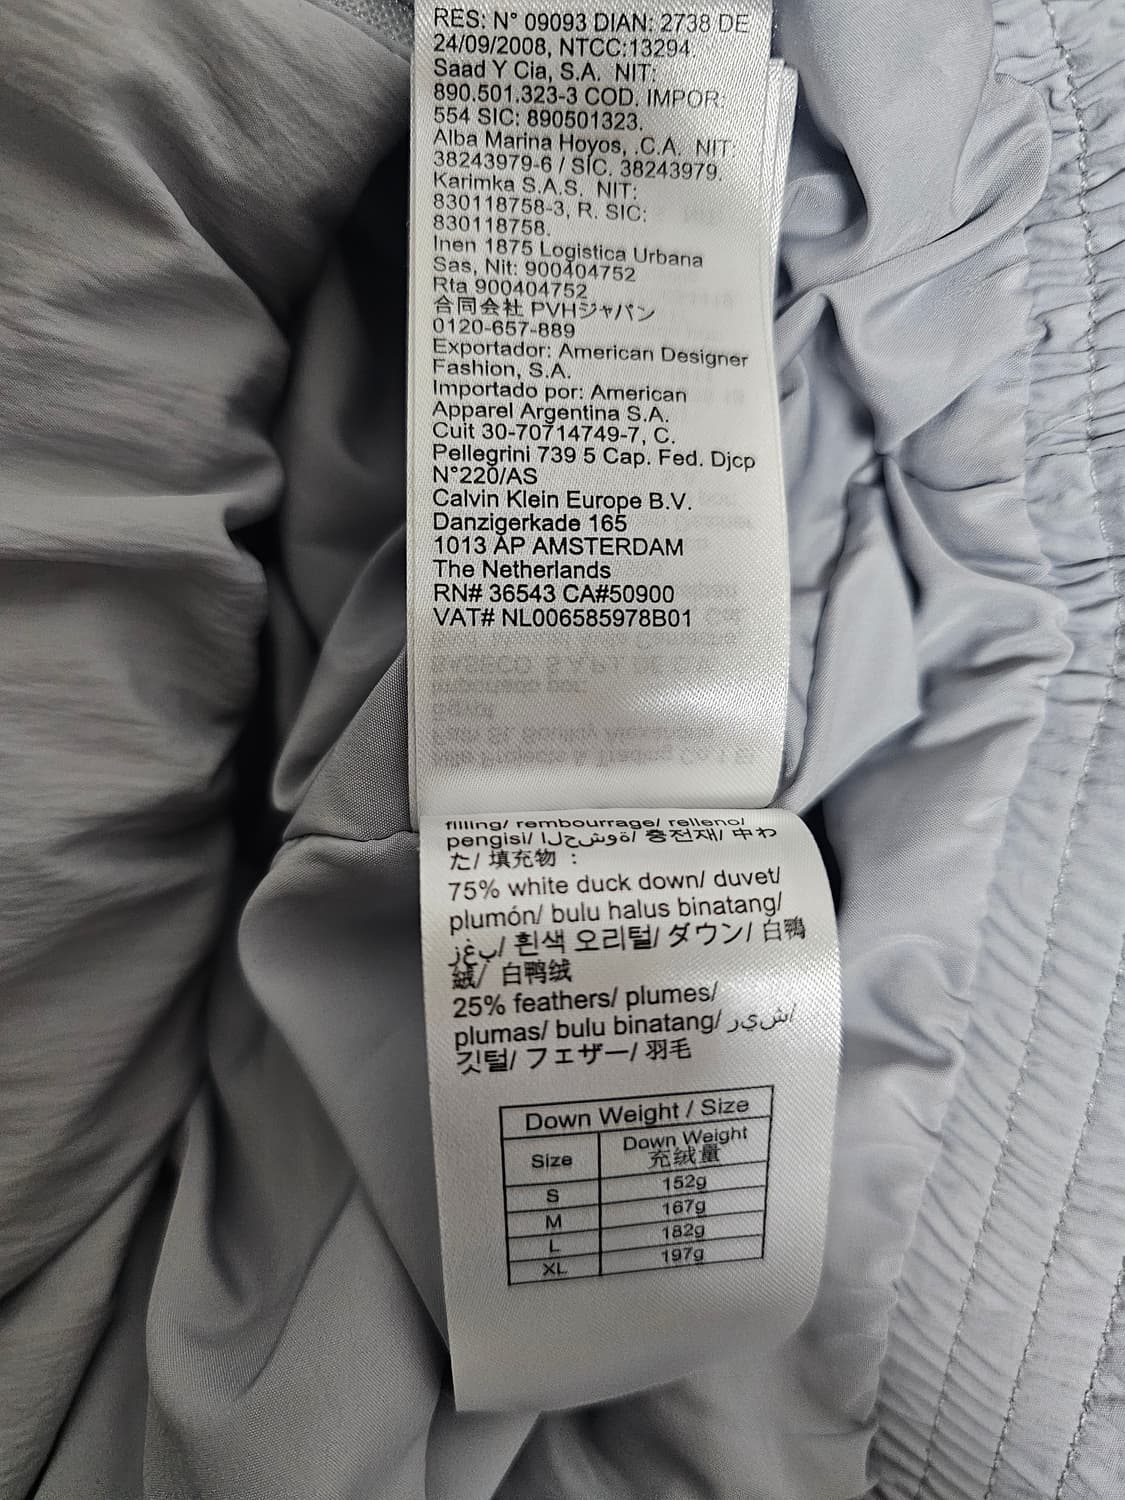 RES: N° 09093 DIAN: 2738 DE
24/09/2008, NTCC:13294.
Saad Y Cia, S.A. NIT:
890.501.323-3 COD. IMPOR:
554 SIC: 890501323.
Alba Marina Hoyos, .C.A. NIT:
38243979-6 / SIC. 38243979.
Karimka S.A.S. NIT:
830118758-3, R. SIC:
830118758.
Inen 1875 Logistica Urbana
Sas, Nit: 900404752
Rta 900404752
合同会社 PVHジャパン
0120-657-889
Exportador: American Designer
Fashion, S.A.
Importado por: American
Apparel Argentina S.A.
Cuit 30-70714749-7, C.
Pellegrini 739 5 Cap. Fed. Djcp
N°220/AS
Calvin Klein Europe B.V.
Danzigerkade 165
1013 AP AMSTERDAM
The Netherlands
RN# 36543 CA#50900
VAT# NL006585978B01
filling/ rembourrage/ relleno/
pengisi/ الحشوة/ 충전재/ 中わ
た/ 填充物 :
75% white duck down/ duvet/
plumón/ bulu halus binatang/
زغب/ 흰색 오리털/ ダウン/ 白鴨
絨/ 白鸭绒
25% feathers/ plumes/
plumas/ bulu binatang/ ريش/
깃털/ フェザー/ 羽毛
Down Weight / Size
Size Down Weight
充绒量
S 152g
M 167g
L 182g
XL 197g